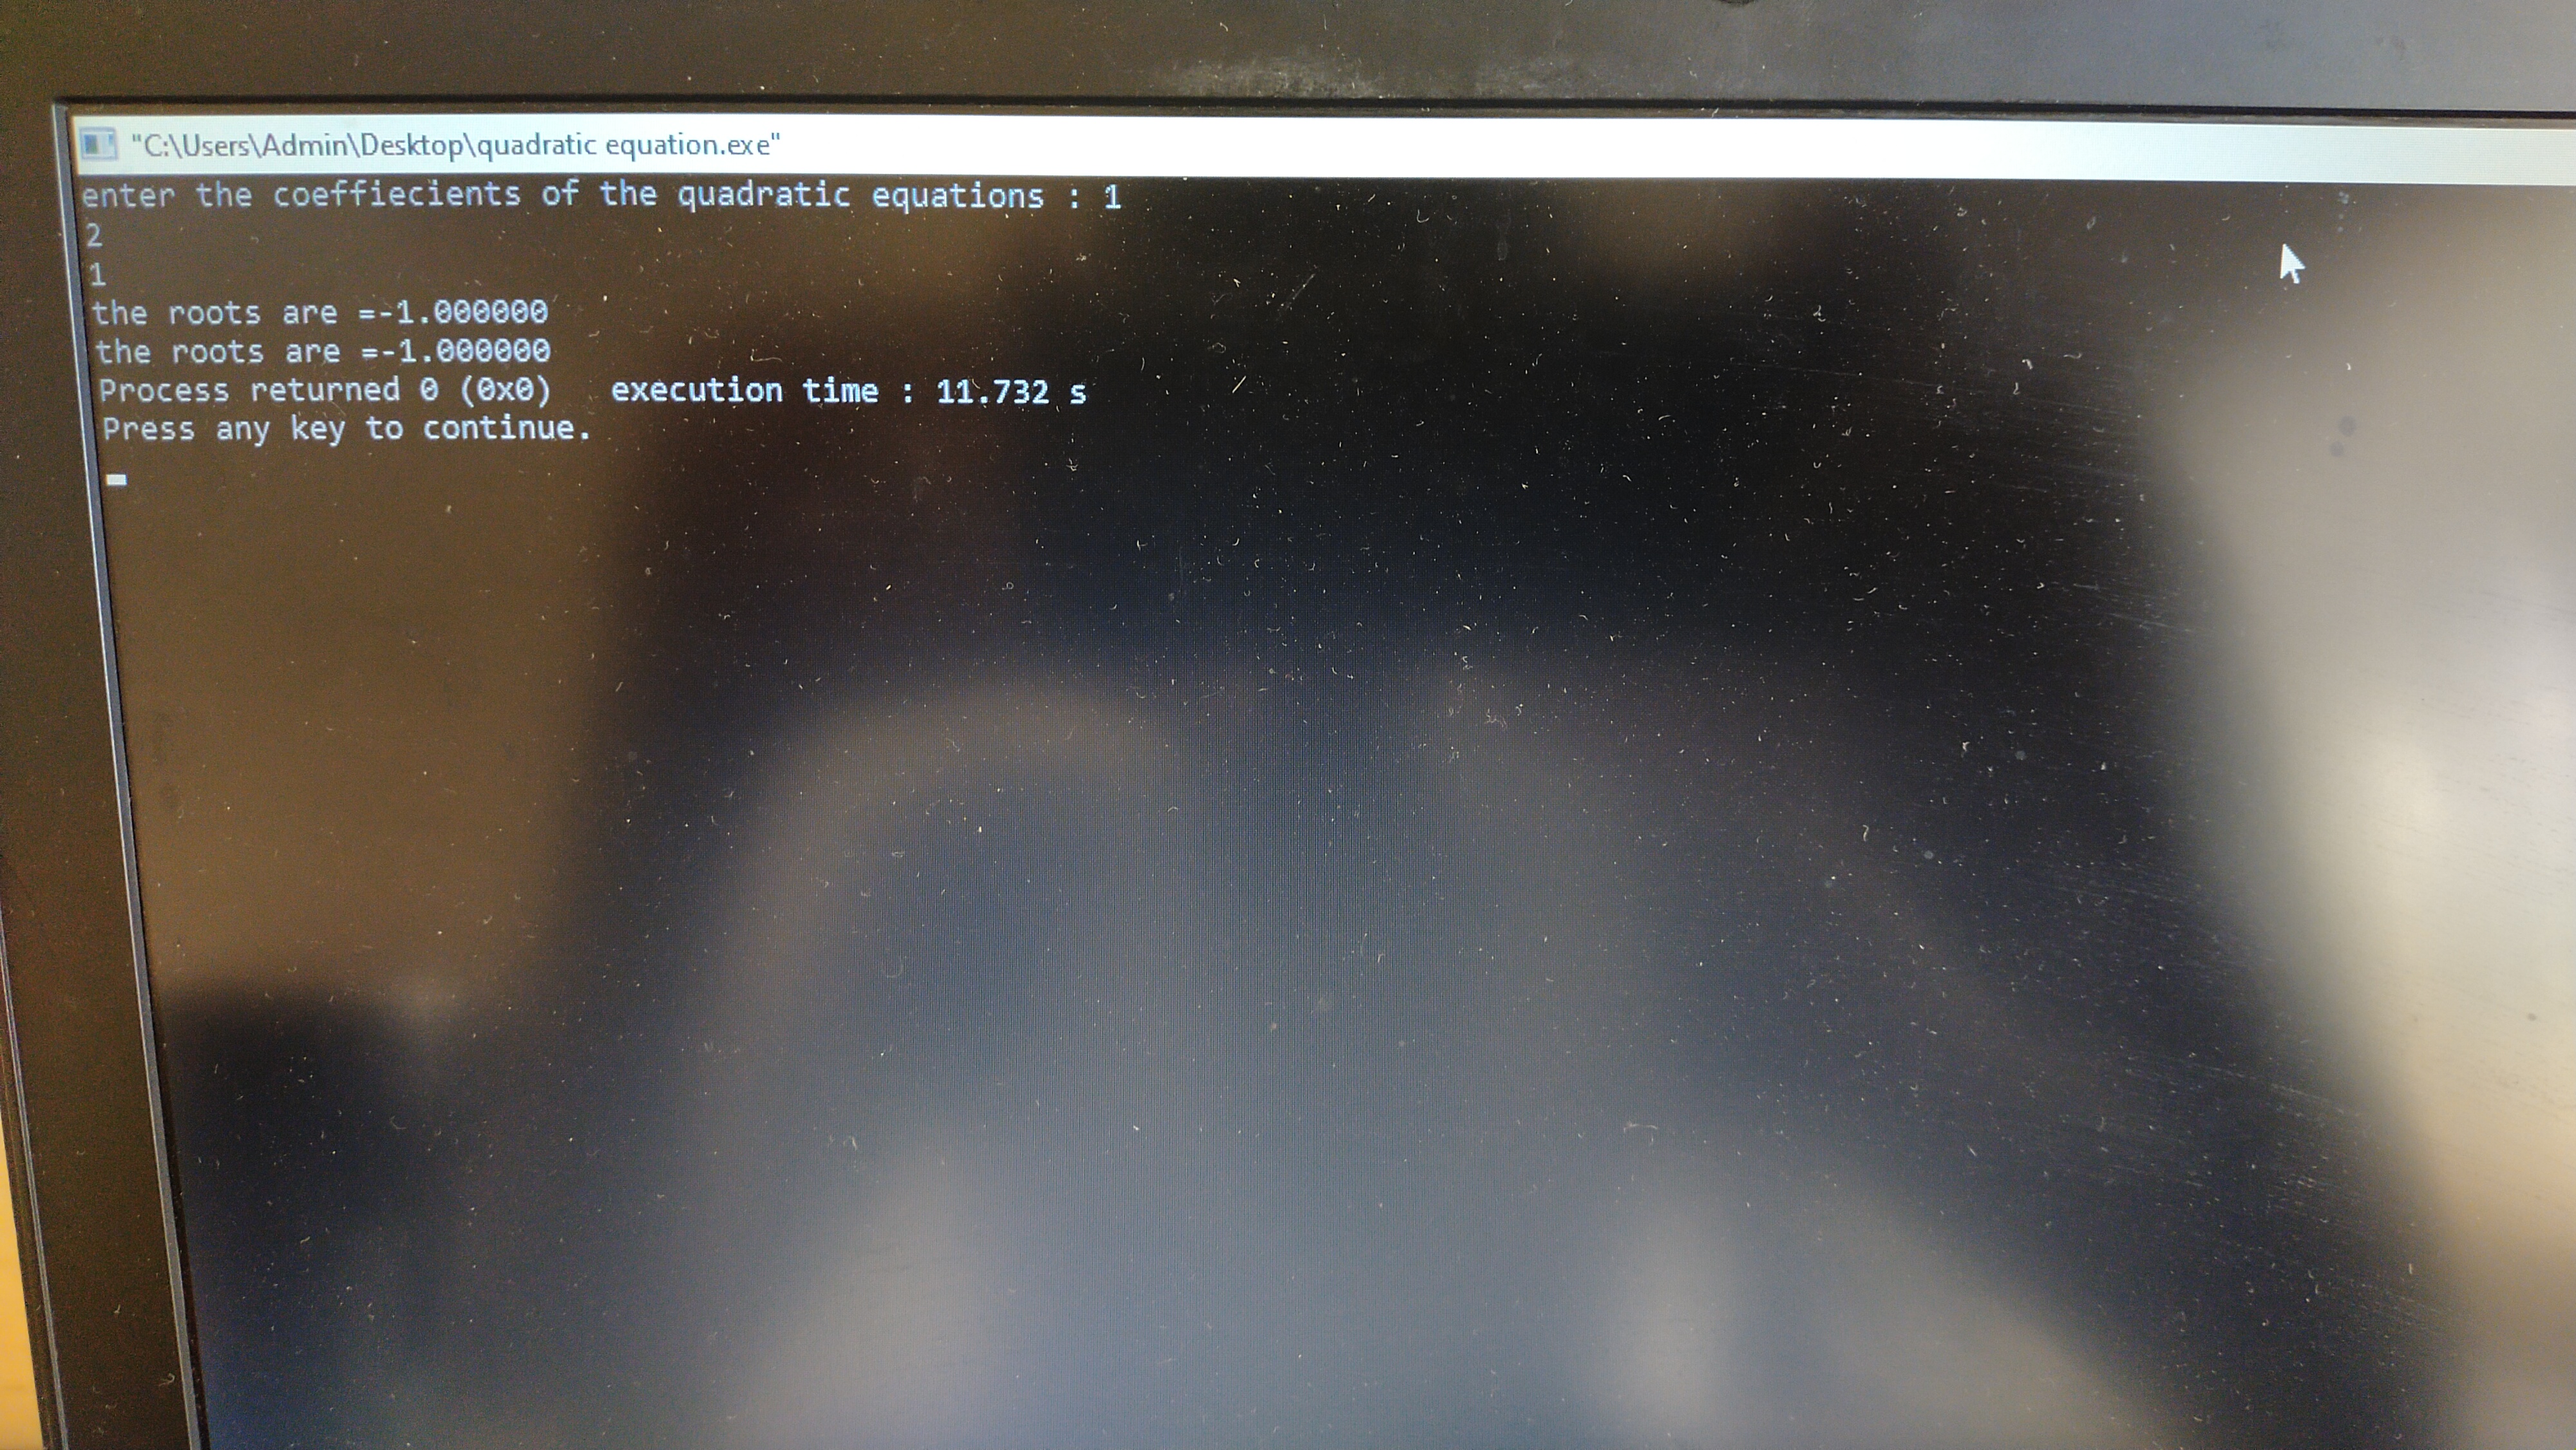 "C:\Users\Admin\Desktop\quadratic equation.exe"
enter the coeffiecients of the quadratic equations : 1
2
1
the roots are =-1.000000
the roots are =-1.000000
Process returned 0 (0x0)   execution time : 11.732 s
Press any key to continue.